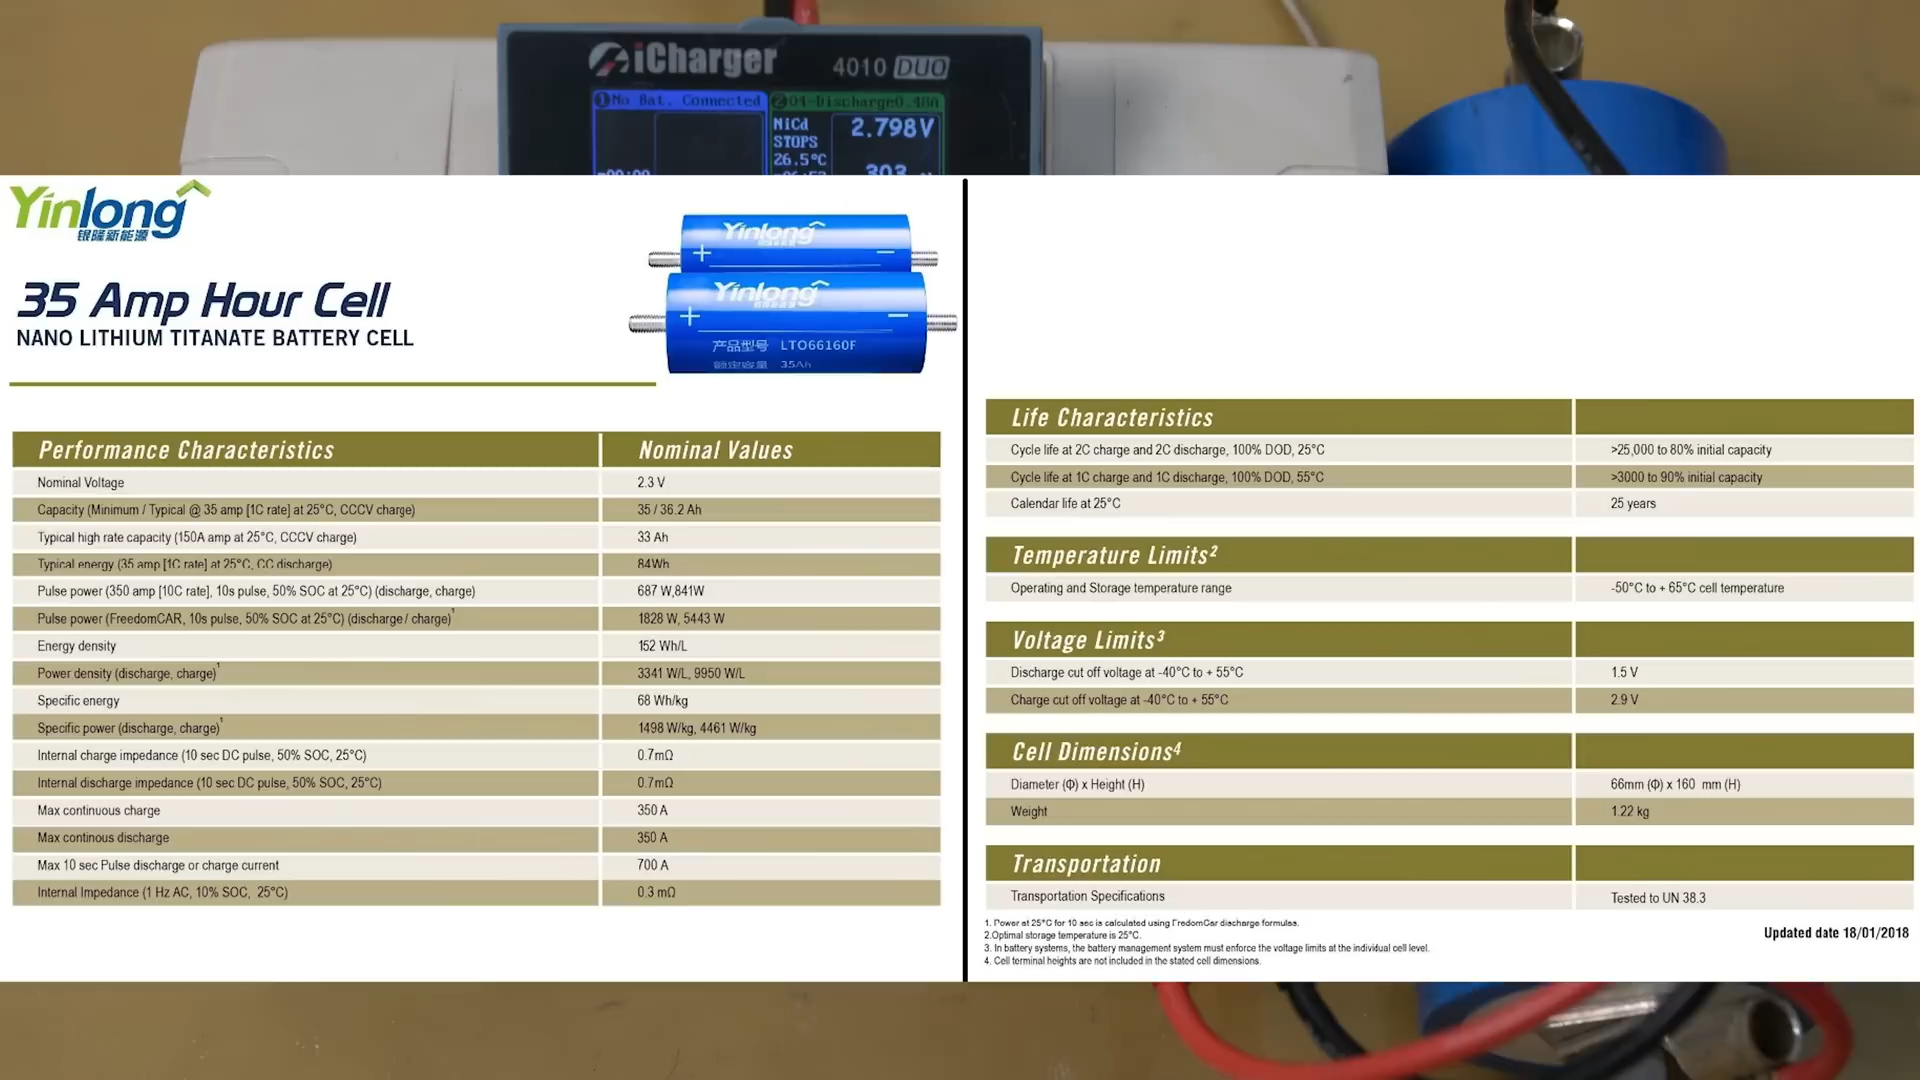 iCharger
4010 DUO
1 No Bat. Connected
2 04-Discharge0.48A
NiCd
2.798V
STOPS
26.5°C
303
Yinlong
银隆新能源
35 Amp Hour Cell
NANO LITHIUM TITANATE BATTERY CELL
Yinlong
+ −
Yinlong
+ −
产品型号 LTO66160F
额定容量 35Ah
Performance Characteristics Nominal Values
Nominal Voltage 2.3 V
Capacity (Minimum / Typical @ 35 amp [1C rate] at 25°C, CCCV charge) 35 / 36.2 Ah
Typical high rate capacity (150A amp at 25°C, CCCV charge) 33 Ah
Typical energy (35 amp [1C rate] at 25°C, CC discharge) 84Wh
Pulse power (350 amp [10C rate], 10s pulse, 50% SOC at 25°C) (discharge, charge) 687 W,841W
Pulse power (FreedomCAR, 10s pulse, 50% SOC at 25°C) (discharge / charge)¹ 1828 W, 5443 W
Energy density 152 Wh/L
Power density (discharge, charge)¹ 3341 W/L, 9950 W/L
Specific energy 68 Wh/kg
Specific power (discharge, charge)¹ 1498 W/kg, 4461 W/kg
Internal charge impedance (10 sec DC pulse, 50% SOC, 25°C) 0.7mΩ
Internal discharge impedance (10 sec DC pulse, 50% SOC, 25°C) 0.7mΩ
Max continuous charge 350 A
Max continous discharge 350 A
Max 10 sec Pulse discharge or charge current 700 A
Internal Impedance (1 Hz AC, 10% SOC, 25°C) 0.3 mΩ
Life Characteristics
Cycle life at 2C charge and 2C discharge, 100% DOD, 25°C >25,000 to 80% initial capacity
Cycle life at 1C charge and 1C discharge, 100% DOD, 55°C >3000 to 90% initial capacity
Calendar life at 25°C 25 years
Temperature Limits²
Operating and Storage temperature range -50°C to + 65°C cell temperature
Voltage Limits³
Discharge cut off voltage at -40°C to + 55°C 1.5 V
Charge cut off voltage at -40°C to + 55°C 2.9 V
Cell Dimensions⁴
Diameter (Φ) x Height (H) 66mm (Φ) x 160 mm (H)
Weight 1.22 kg
Transportation
Transportation Specifications Tested to UN 38.3
1. Power at 25°C for 10 sec is calculated using FredomCar discharge formulas.
2.Optimal storage temperature is 25°C.
3. In battery systems, the battery management system must enforce the voltage limits at the individual cell level.
4. Cell terminal heights are not included in the stated cell dimensions.
Updated date 18/01/2018